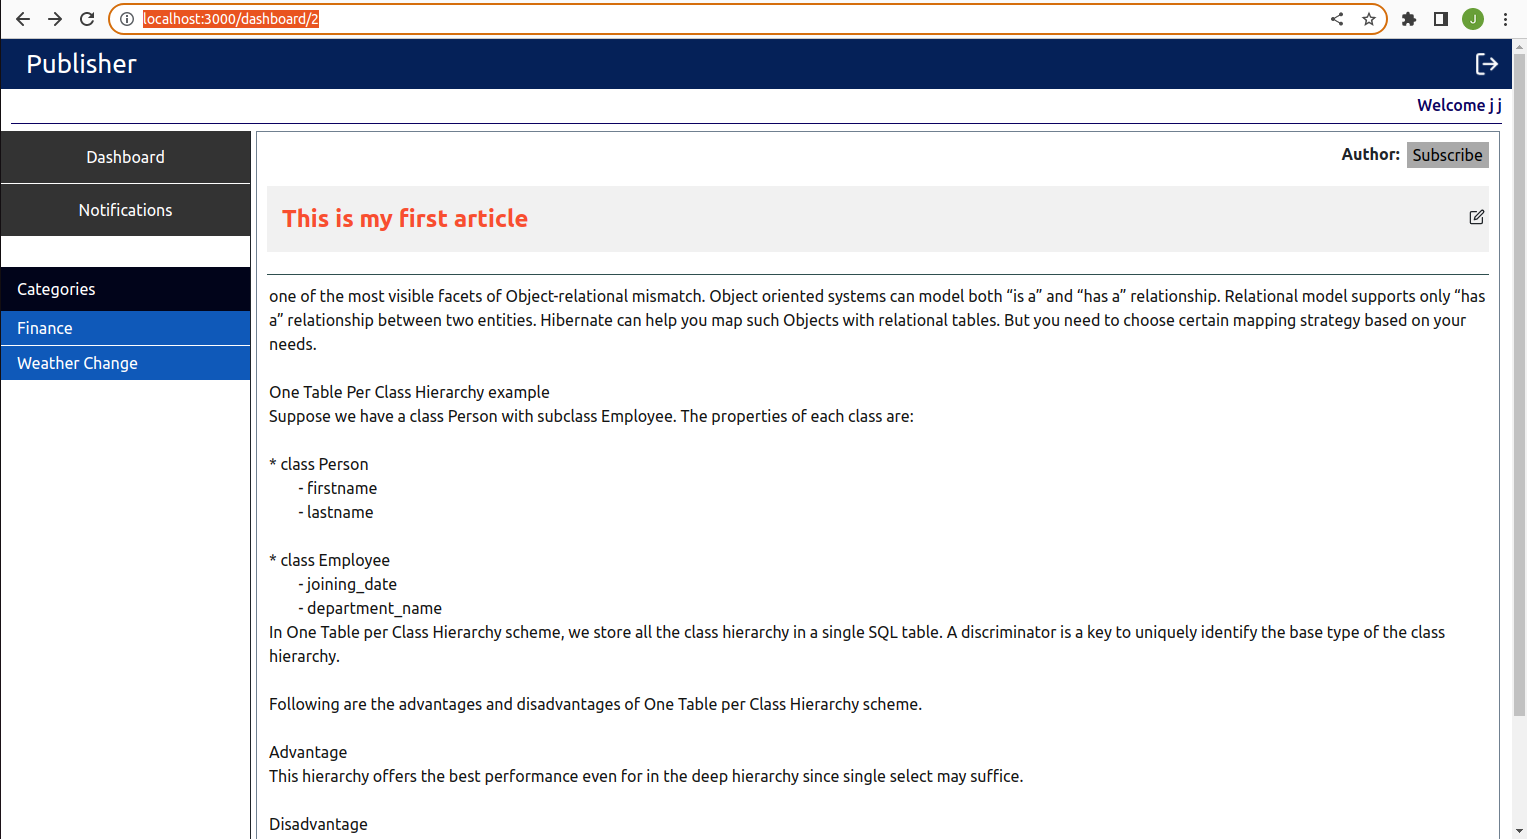 localhost:3000/dashboard/2
J
Publisher
Welcome j j
Dashboard
Notifications
Categories
Finance
Weather Change
Author: Subscribe
This is my first article
one of the most visible facets of Object-relational mismatch. Object oriented systems can model both “is a” and “has a” relationship. Relational model supports only “has
a” relationship between two entities. Hibernate can help you map such Objects with relational tables. But you need to choose certain mapping strategy based on your
needs.
One Table Per Class Hierarchy example
Suppose we have a class Person with subclass Employee. The properties of each class are:
* class Person
- firstname
- lastname
* class Employee
- joining_date
- department_name
In One Table per Class Hierarchy scheme, we store all the class hierarchy in a single SQL table. A discriminator is a key to uniquely identify the base type of the class
hierarchy.
Following are the advantages and disadvantages of One Table per Class Hierarchy scheme.
Advantage
This hierarchy offers the best performance even for in the deep hierarchy since single select may suffice.
Disadvantage